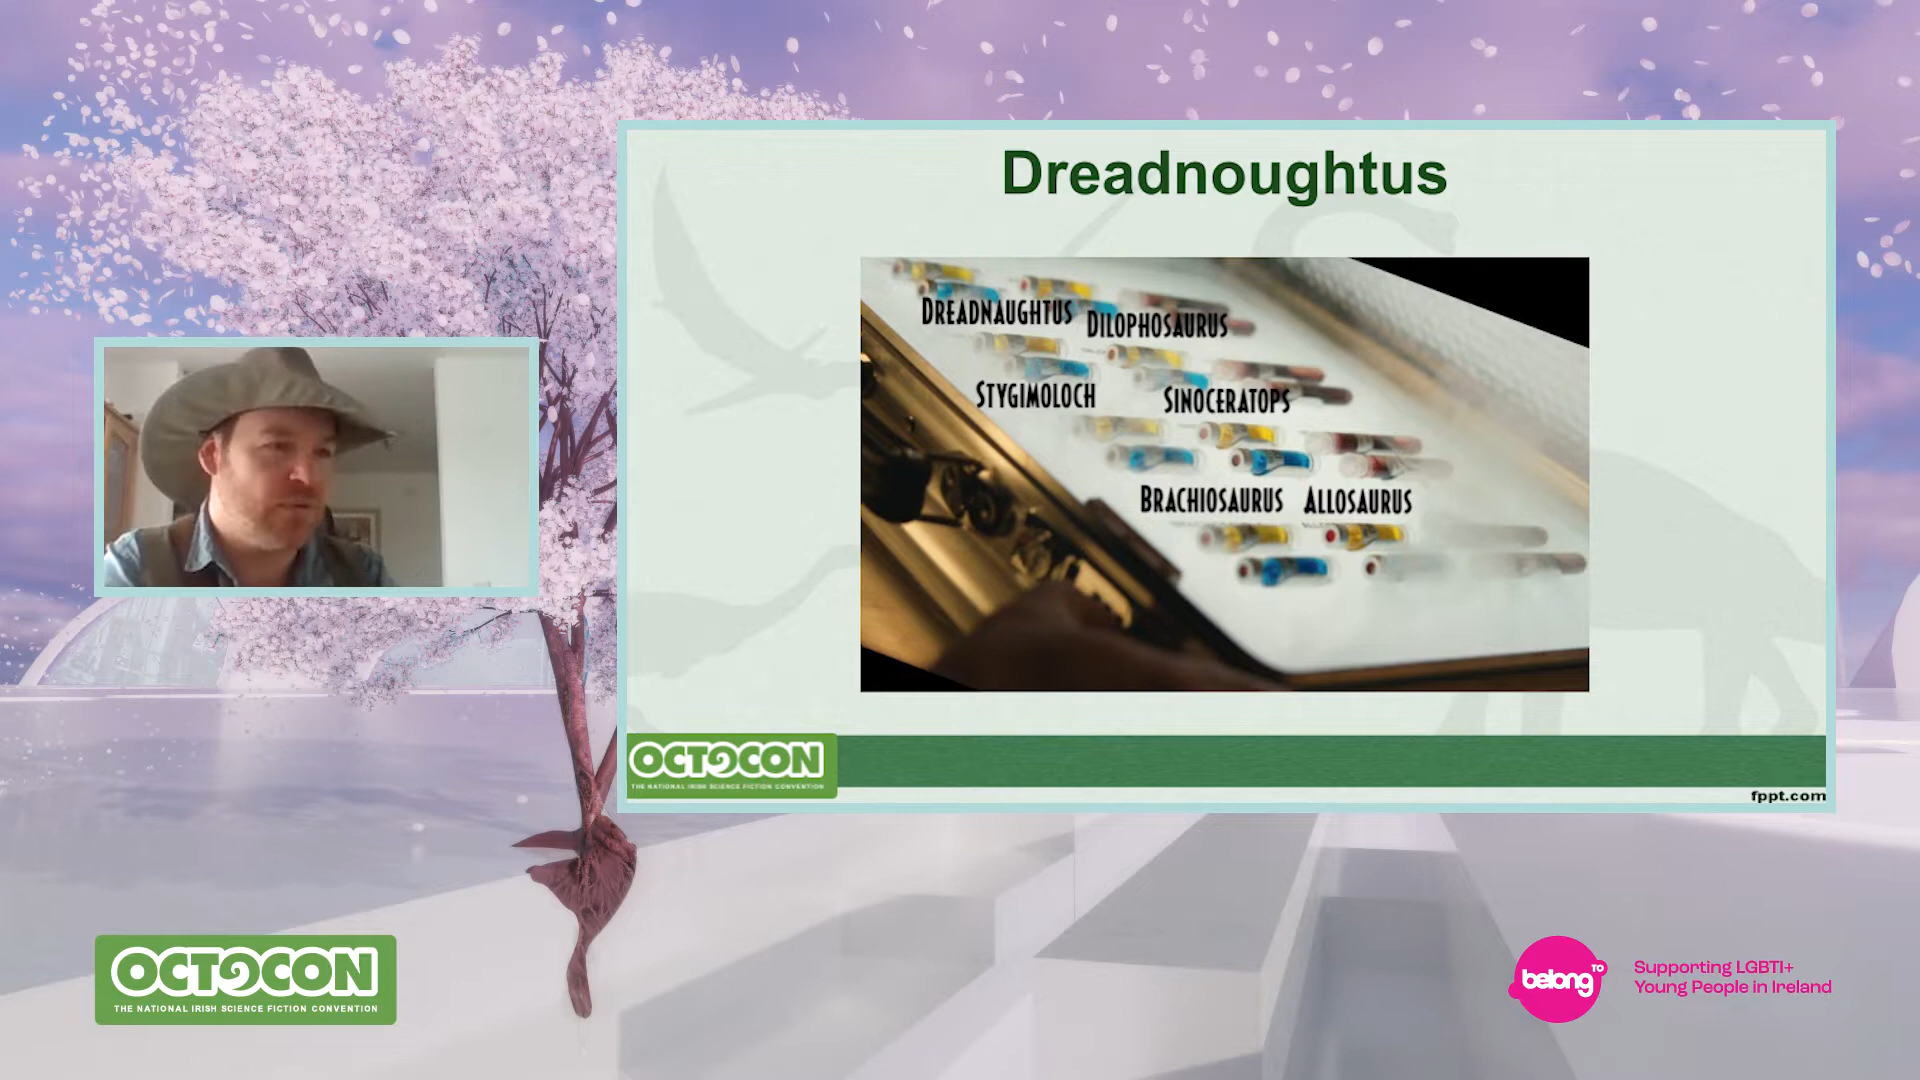 Dreadnoughtus
DREADNAUGHTUS
DILOPHOSAURUS
STYGIMOLOCH
SINOCERATOPS
BRACHIOSAURUS
ALLOSAURUS
OCTOCON
THE NATIONAL IRISH SCIENCE FICTION CONVENTION
fppt.com
OCTOCON
THE NATIONAL IRISH SCIENCE FICTION CONVENTION
belong TO
Supporting LGBTI+
Young People in Ireland